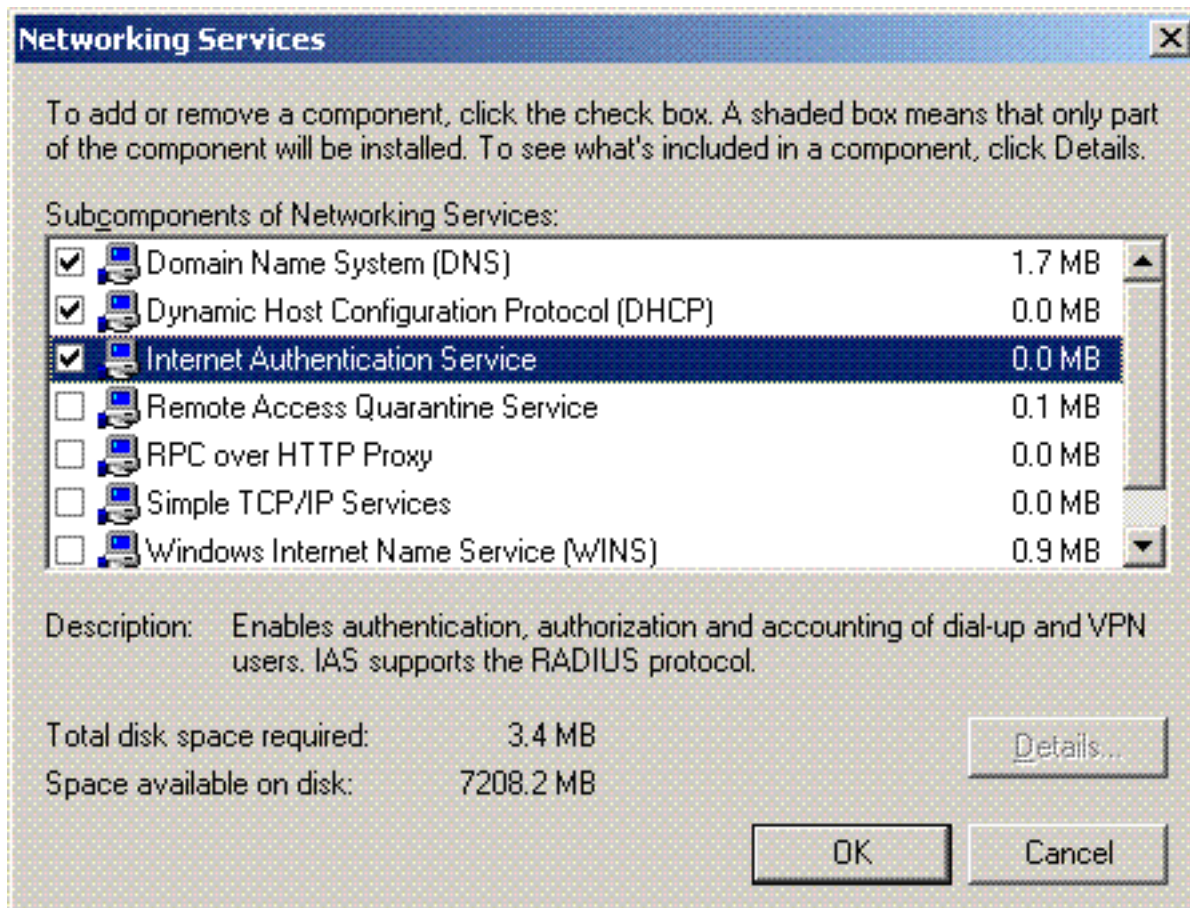 Networking Services
To add or remove a component, click the check box. A shaded box means that only part
of the component will be installed. To see what's included in a component, click Details.
Subcomponents of Networking Services:
Domain Name System (DNS) 1.7 MB
Dynamic Host Configuration Protocol (DHCP) 0.0 MB
Internet Authentication Service 0.0 MB
Remote Access Quarantine Service 0.1 MB
RPC over HTTP Proxy 0.0 MB
Simple TCP/IP Services 0.0 MB
Windows Internet Name Service (WINS) 0.9 MB
Description: Enables authentication, authorization and accounting of dial-up and VPN
users. IAS supports the RADIUS protocol.
Total disk space required: 3.4 MB
Details...
Space available on disk: 7208.2 MB
OK Cancel